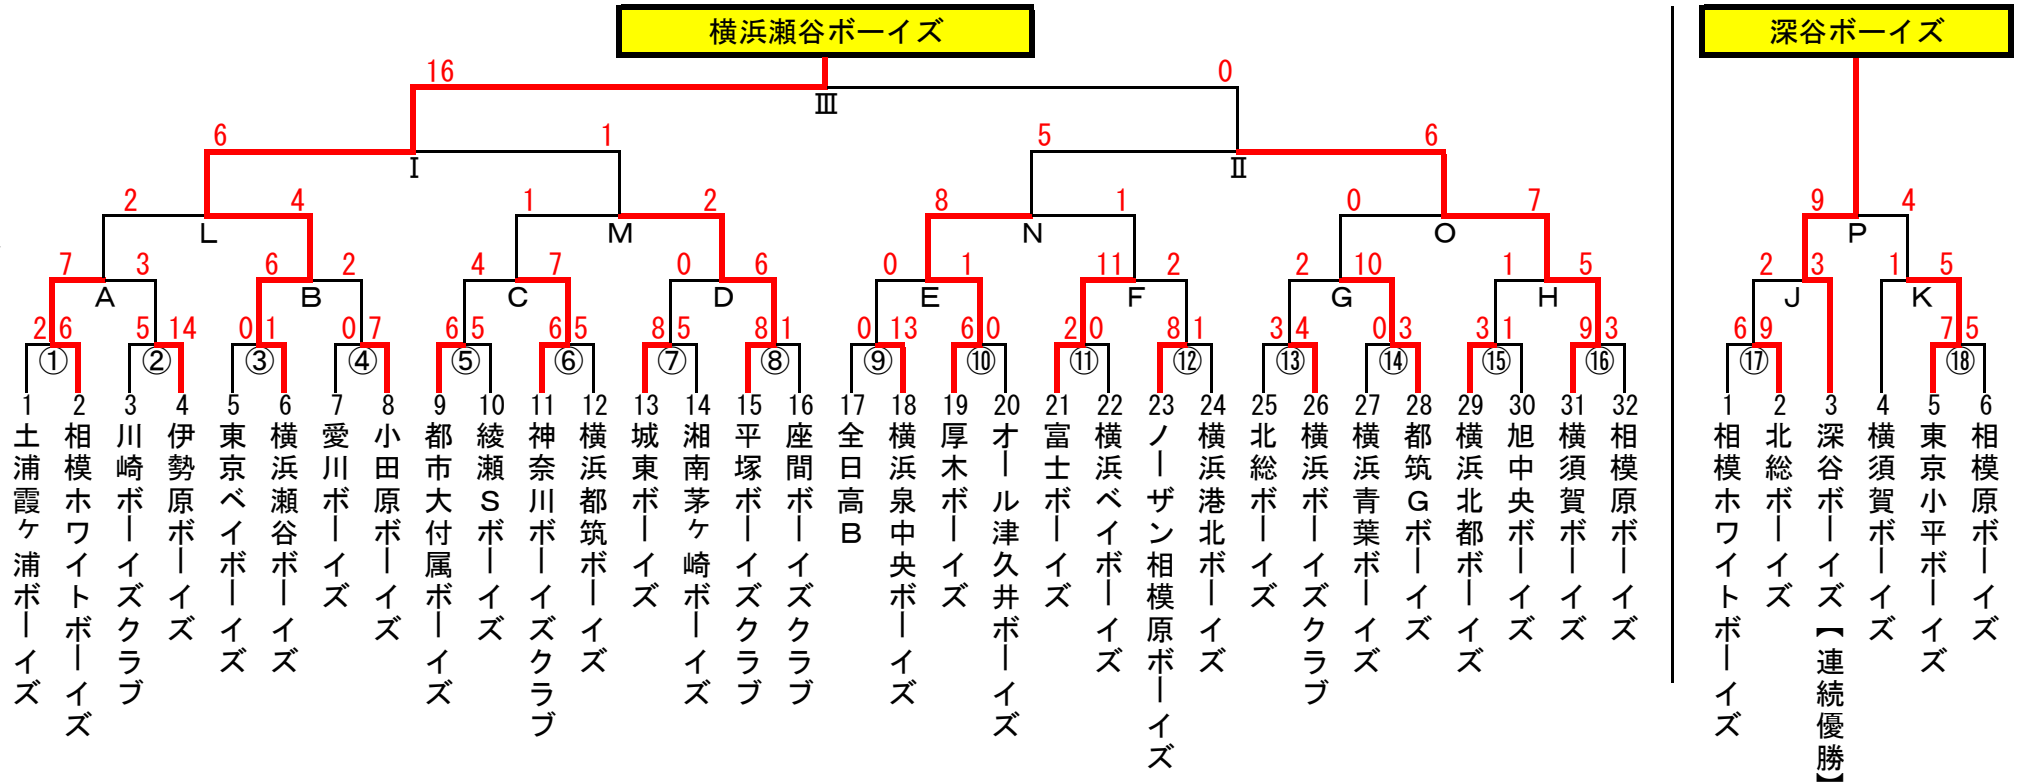 横浜瀬谷ボーイズ
深谷ボーイズ
16 0
Ⅲ
6 1 5 6
Ⅰ Ⅱ
2 4 1 2 8 1 0 7 9 4
L M N O P
7 3 6 2 4 7 0 6 0 1 11 2 2 10 1 5 2 3 1 5
A B C D E F G H J K
2 6 5 14 0 1 0 7 6 5 6 5 8 5 8 1 0 13 6 0 2 0 8 1 3 4 0 3 3 1 9 3 6 9 7 5
① ② ③ ④ ⑤ ⑥ ⑦ ⑧ ⑨ ⑩ ⑪ ⑫ ⑬ ⑭ ⑮ ⑯ ⑰ ⑱
1 土浦霞ヶ浦ボーイズ
2 相模ホワイトボーイズ
3 川崎ボーイズクラブ
4 伊勢原ボーイズ
5 東京ベイボーイズ
6 横浜瀬谷ボーイズ
7 愛川ボーイズ
8 小田原ボーイズ
9 都市大付属ボーイズ
10 綾瀬Sボーイズ
11 神奈川ボーイズクラブ
12 横浜都筑ボーイズ
13 城東ボーイズ
14 湘南茅ケ崎ボーイズ
15 平塚ボーイズクラブ
16 座間ボーイズクラブ
17 全日高B
18 横浜泉中央ボーイズ
19 厚木ボーイズ
20 オール津久井ボーイズ
21 富士ボーイズ
22 横浜ベイボーイズ
23 ノーザン相模原ボーイズ
24 横浜港北ボーイズ
25 北総ボーイズ
26 横浜ボーイズクラブ
27 横浜青葉ボーイズ
28 都筑Gボーイズ
29 横浜北都ボーイズ
30 旭中央ボーイズ
31 横須賀ボーイズ
32 相模原ボーイズ
1 相模ホワイトボーイズ
2 北総ボーイズ
3 深谷ボーイズ【連続優勝】
4 横須賀ボーイズ
5 東京小平ボーイズ
6 相模原ボーイズ